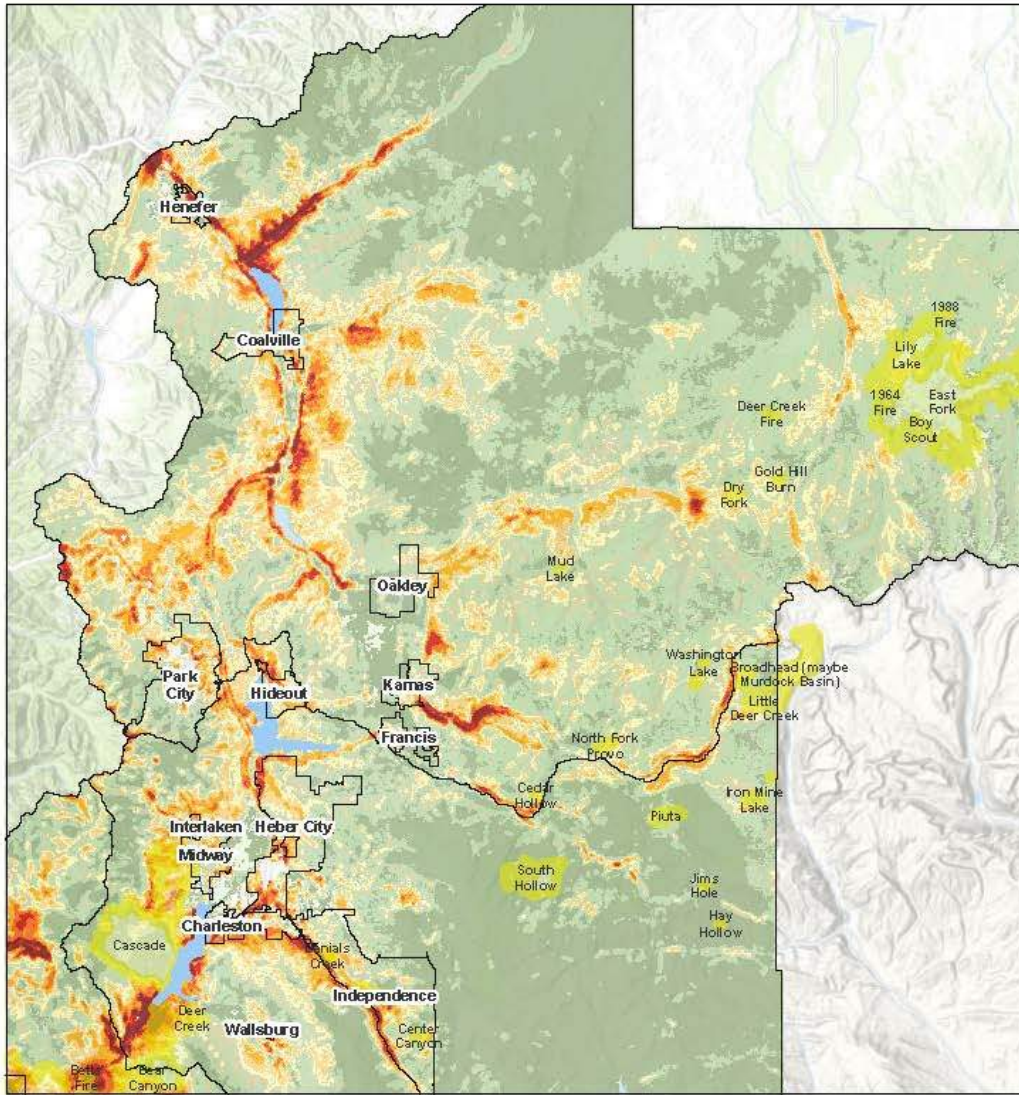 Henefer
1988
Fire
Coalville
Lily
Lake
1964
Fire
East
Fork
Boy
Scout
Deer Creek
Fire
Gold Hill
Burn
Dry
Fork
Mud
Lake
Oakley
Washington
Lake
Broadhead (maybe
Murdock Basin)
Park
City
Hideout
Kamas
Little
Deer Creek
Francis
North Fork
Provo
Cedar
Hollow
Iron Mine
Lake
Piuta
Interlaken
Heber City
Midway
South
Hollow
Jims
Hole
Hay
Hollow
Charleston
Cascade
Danials
Creek
Independence
Deer
Creek
Wallsburg
Center
Canyon
Fire
Bear
Canyon